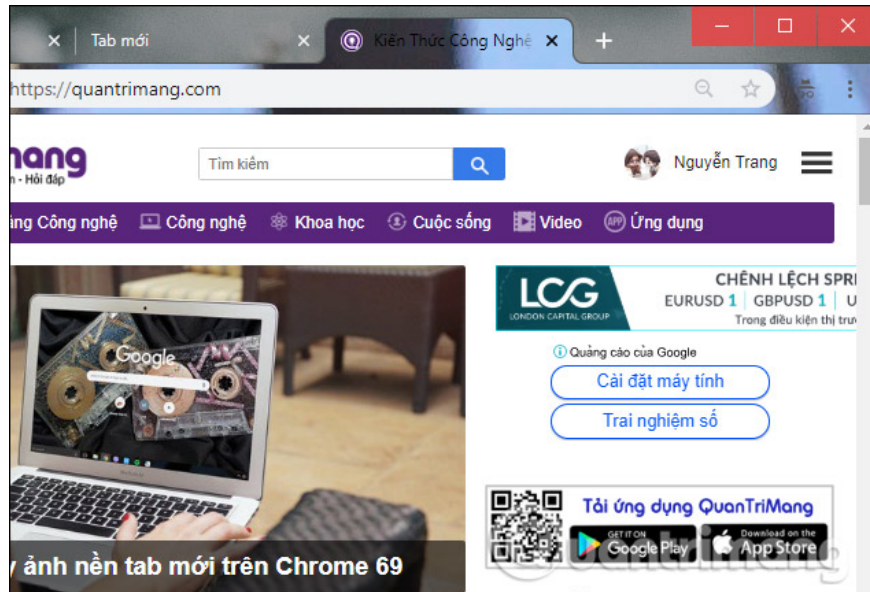 Tab mới
Kiến Thức Công Nghệ
https://quantrimang.com
mang
n - Hỏi đáp
Tìm kiếm
Nguyễn Trang
àng Công nghệ
Công nghệ
Khoa học
Cuộc sống
Video
APP
Ứng dụng
Google
LCG
LONDON CAPITAL GROUP
CHÊNH LỆCH SPR
EURUSD 1
GBPUSD 1
U
Trong điều kiện thị trư
Quảng cáo của Google
Cài đặt máy tính
Trai nghiệm số
Tải ứng dụng QuanTriMang
GET IT ON
Google Play
Download on the
App Store
y ảnh nền tab mới trên Chrome 69
uantrimang